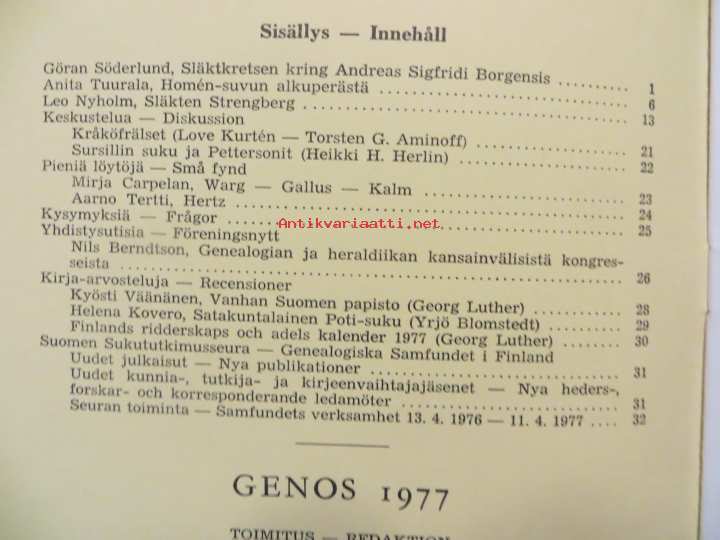 Sisällys — Innehåll
Göran Söderlund, Släktkretsen kring Andreas Sigfridi Borgensis .......... 1
Anita Tuurala, Homén-suvun alkuperästä .......... 6
Leo Nyholm, Släkten Strengberg .......... 13
Keskustelua — Diskussion
Kråköfrälset (Love Kurtén — Torsten G. Aminoff) .......... 21
Sursillin suku ja Pettersonit (Heikki H. Herlin) .......... 22
Pieniä löytöjä — Små fynd
Mirja Carpelan, Warg — Gallus — Kalm .......... 23
Aarno Tertti, Hertz .......... 24
Kysymyksiä — Frågor .......... 25
Antikvariaatti.net
Yhdistysutisia — Föreningsnytt
Nils Berndtson, Genealogian ja heraldiikan kansainvälisistä kongres-
seista .......... 26
Kirja-arvosteluja — Recensioner
Kyösti Väänänen, Vanhan Suomen papisto (Georg Luther) .......... 28
Helena Kovero, Satakuntalainen Poti-suku (Yrjö Blomstedt) .......... 29
Finlands ridderskaps och adels kalender 1977 (Georg Luther) .......... 30
Suomen Sukututkimusseura — Genealogiska Samfundet i Finland
Uudet julkaisut — Nya publikationer .......... 31
Uudet kunnia-, tutkija- ja kirjeenvaihtajajäsenet — Nya heders-,
forskar- och korresponderande ledamöter .......... 31
Seuran toiminta — Samfundets verksamhet 13. 4. 1976 — 11. 4. 1977 .... 32
GENOS 1977
TOIMITUS — REDAKTION